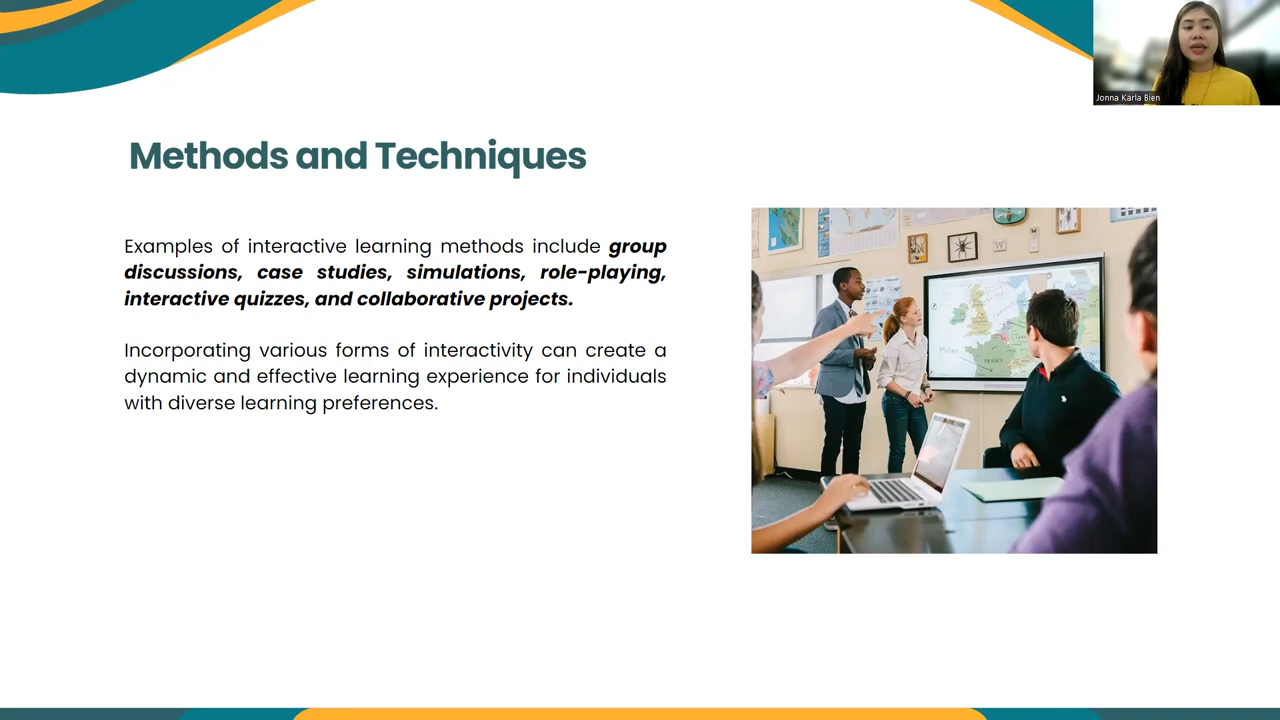 Jonna Karla Bien
Methods and Techniques
Examples of interactive learning methods include group
discussions, case studies, simulations, role-playing,
interactive quizzes, and collaborative projects.
Incorporating various forms of interactivity can create a
dynamic and effective learning experience for individuals
with diverse learning preferences.
FRANCE